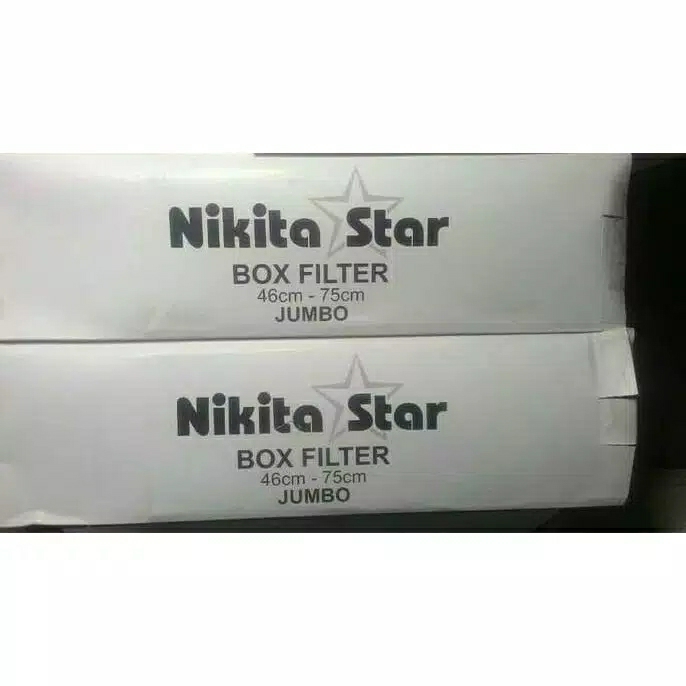 Nikita Star
BOX FILTER
46cm - 75cm
JUMBO
Nikita Star
BOX FILTER
46cm - 75cm
JUMBO